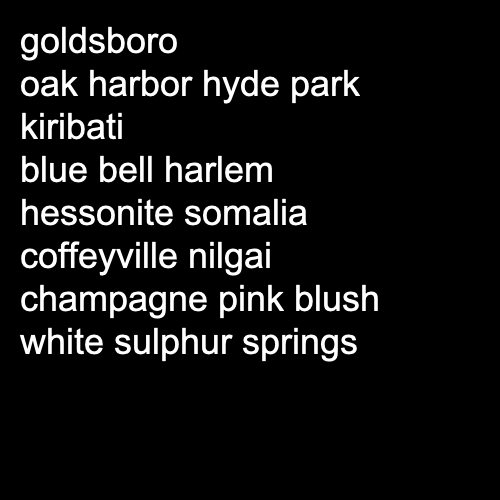 goldsboro
oak harbor hyde park
kiribati
blue bell harlem
hessonite somalia
coffeyville nilgai
champagne pink blush
white sulphur springs